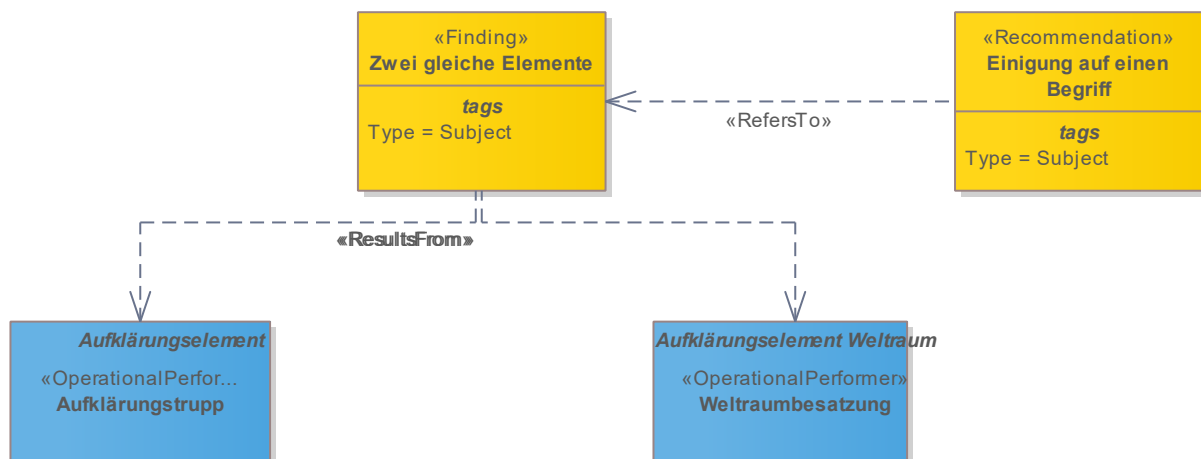 «Finding»
Zwei gleiche Elemente
tags
Type = Subject
«Recommendation»
Einigung auf einen
Begriff
tags
Type = Subject
«RefersTo»
«ResultsFrom»
Aufklärungselement
«OperationalPerfor...
Aufklärungstrupp
Aufklärungselement Weltraum
«OperationalPerformer»
Weltraumbesatzung